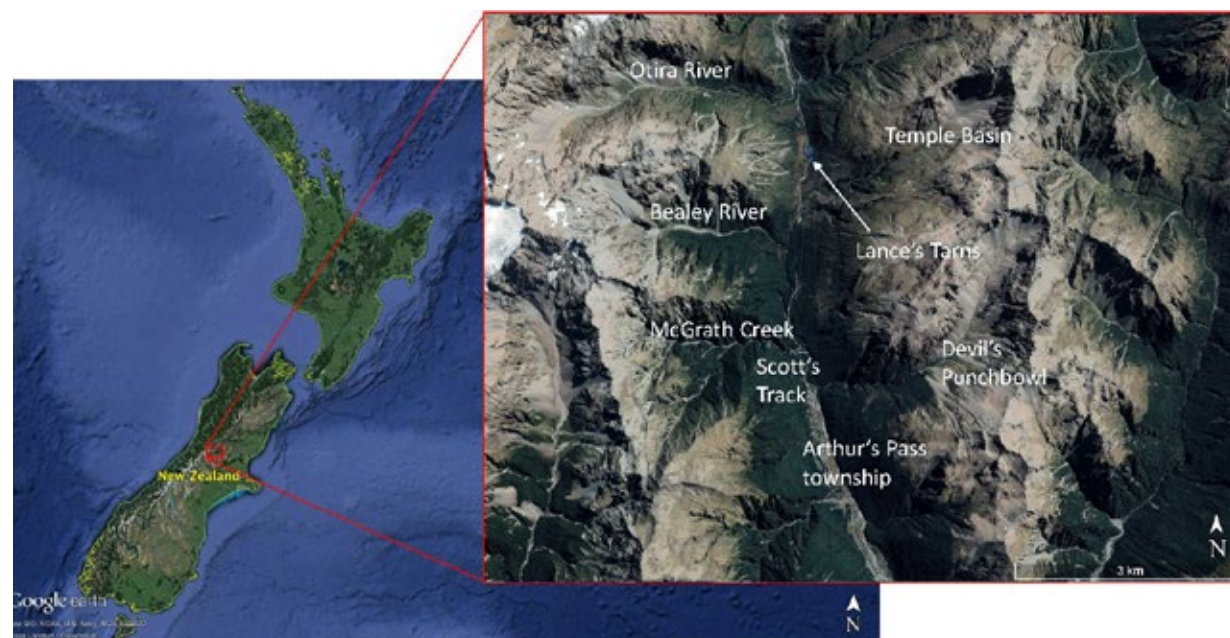 Otira River
Temple Basin
Bealey River
Lance's Tarns
McGrath Creek
Scott's
Track
Devil's
Punchbowl
Arthur's Pass
township
New Zealand
3 km
N
Google earth
N